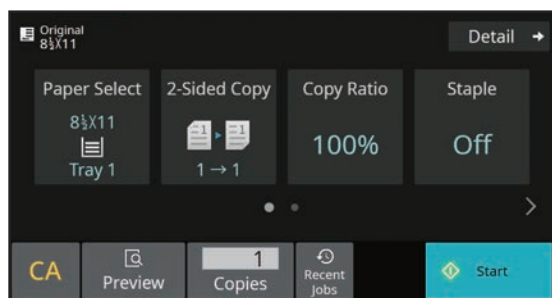 Original
8½X11
Detail
Paper Select
8½X11
Tray 1
2-Sided Copy
1 → 1
Copy Ratio
100%
Staple
Off
CA
Preview
1
Copies
Recent
Jobs
Start